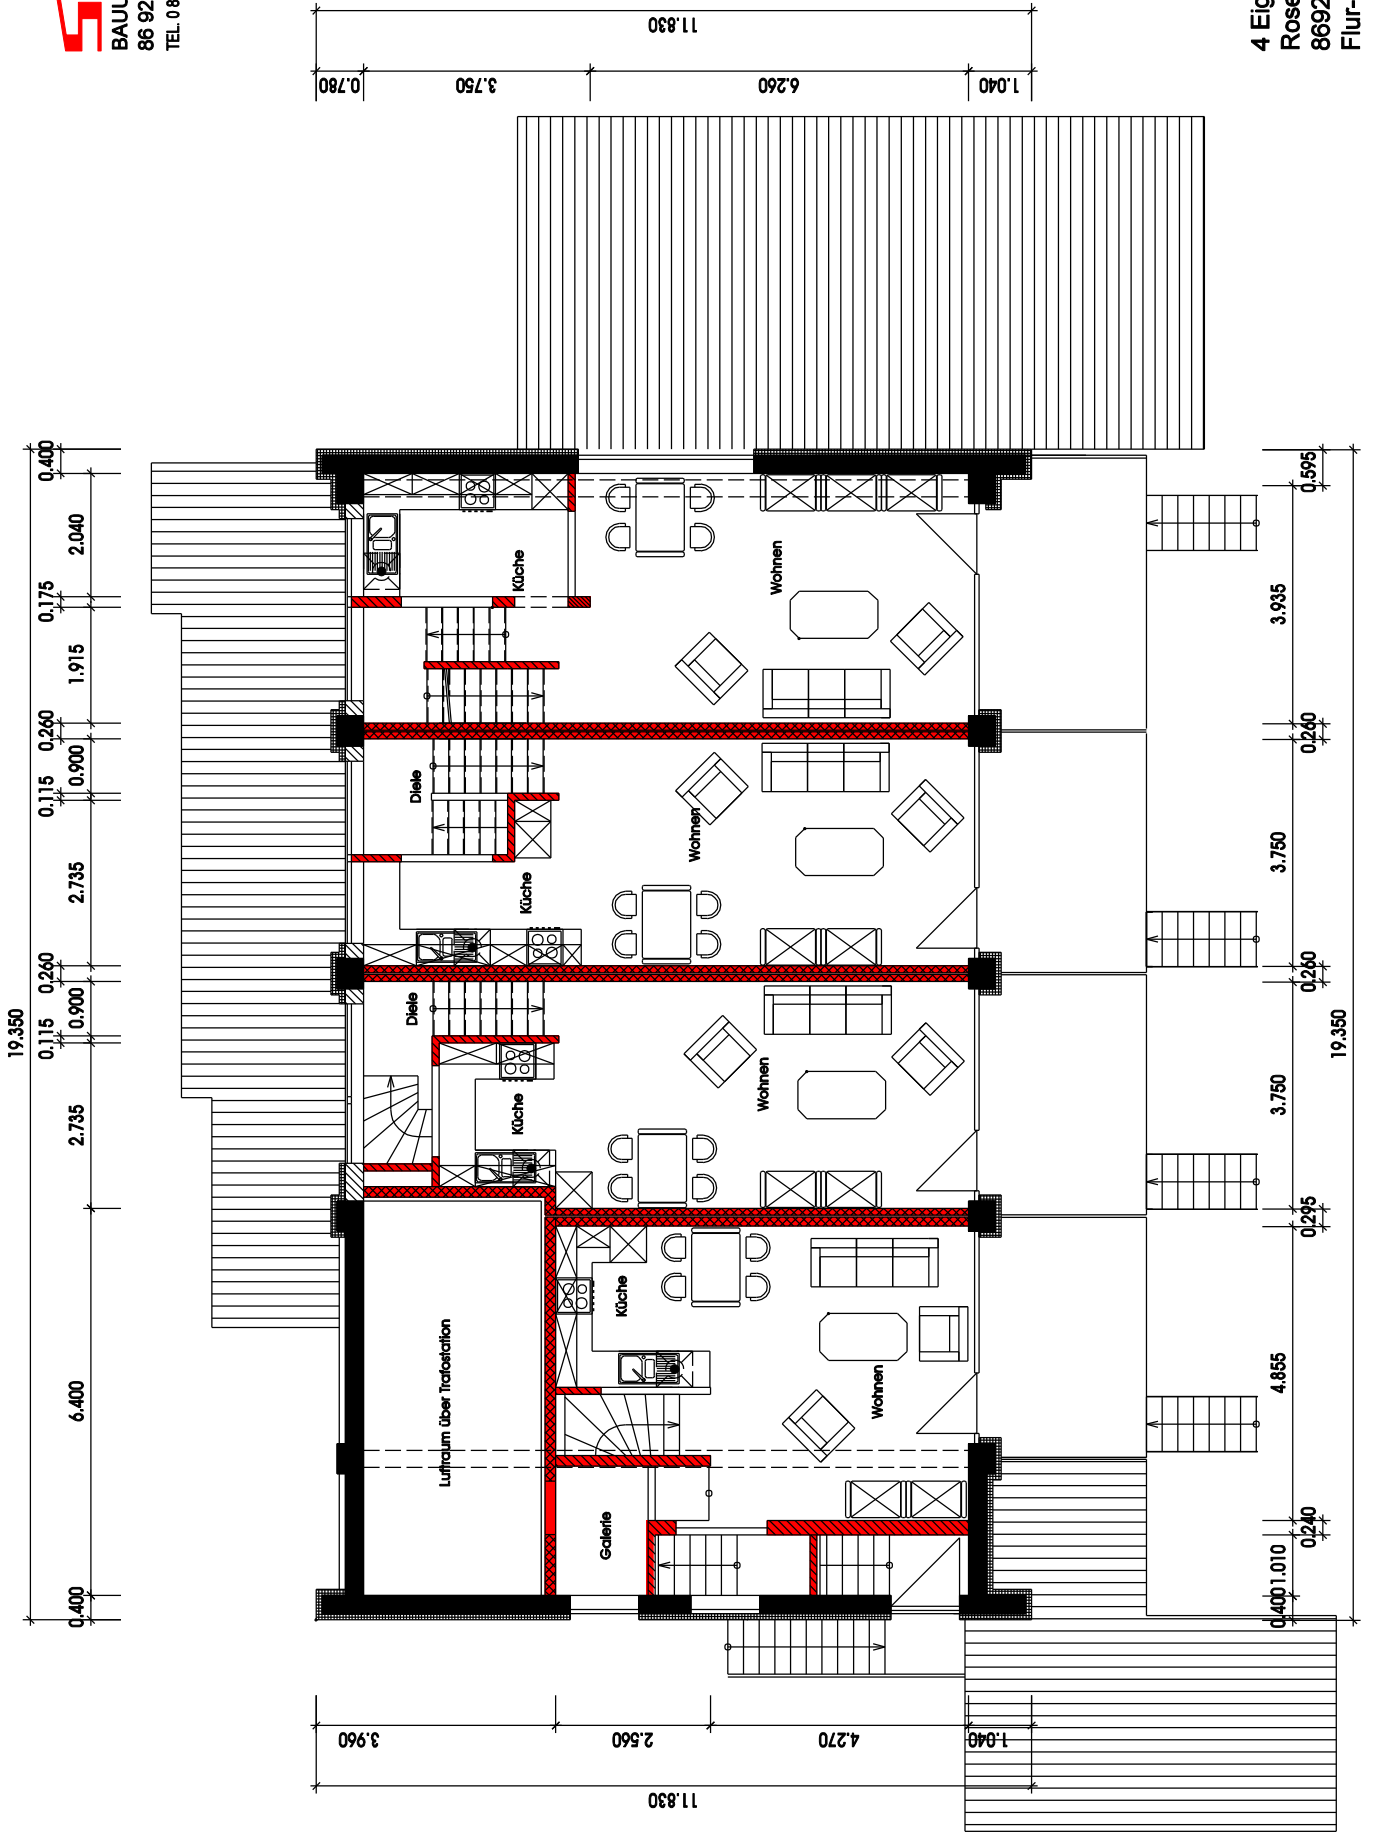 BAUU
86 92
TEL. 0 8
4 Eig
Rose
8692
Flur-
11.830
0.780
3.750
6.260
1.040
19.350
0.400
2.040
0.175
1.915
0.260
0.900
0.115
2.735
0.260
0.900
0.115
2.735
6.400
0.400
Küche
Wohnen
Diele
Wohnen
Küche
Diele
Wohnen
Küche
Küche
Wohnen
Luftraum über Trafostation
Galerie
0.595
3.935
0.260
3.750
0.260
3.750
0.295
4.855
0.240
1.010
0.400
19.350
3.960
2.560
4.270
1.040
11.830